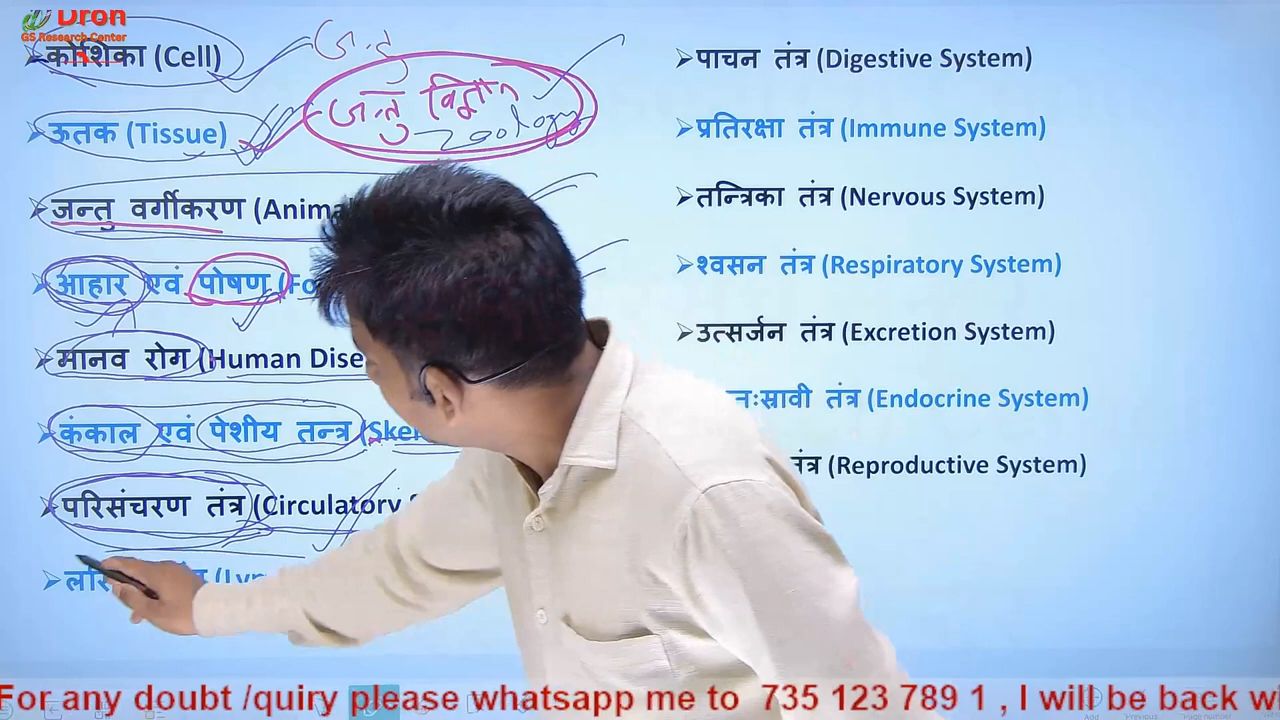 Dron
GS Research Center
कोशिका (Cell)
जन्तु
ऊतक (Tissue)
जन्तु विज्ञान
Zoology
जन्तु वर्गीकरण (Anima
आहार एवं पोषण (Fo
मानव रोग (Human Dise
कंकाल एवं पेशीय तन्त्र (Skel
परिसंचरण तंत्र (Circulatory
पाचन तंत्र (Digestive System)
प्रतिरक्षा तंत्र (Immune System)
तन्त्रिका तंत्र (Nervous System)
श्वसन तंत्र (Respiratory System)
उत्सर्जन तंत्र (Excretion System)
नःस्रावी तंत्र (Endocrine System)
तंत्र (Reproductive System)
For any doubt /quiry please whatsapp me to 735 123 789 1 , I will be back wi